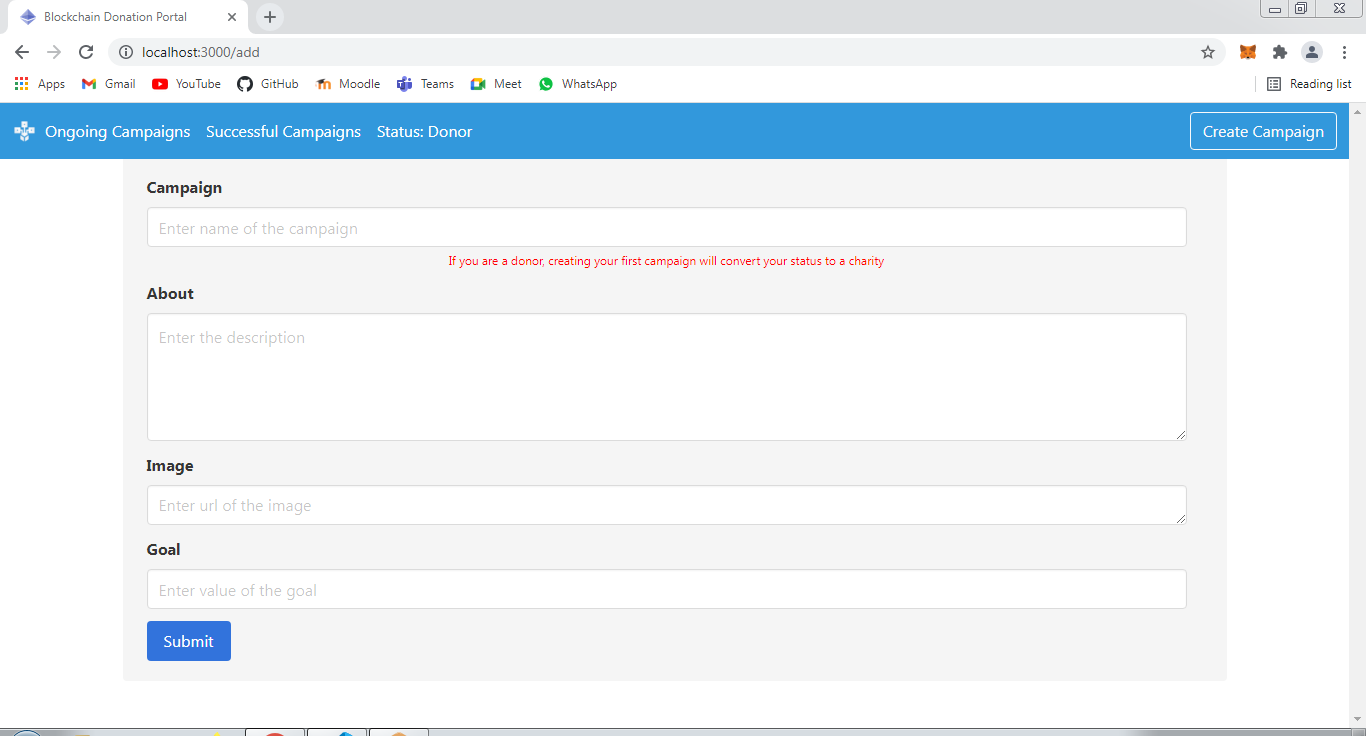 Blockchain Donation Portal
localhost:3000/add
Apps Gmail YouTube GitHub Moodle Teams Meet WhatsApp Reading list
Ongoing Campaigns Successful Campaigns Status: Donor Create Campaign
Campaign
Enter name of the campaign
If you are a donor, creating your first campaign will convert your status to a charity
About
Enter the description
Image
Enter url of the image
Goal
Enter value of the goal
Submit